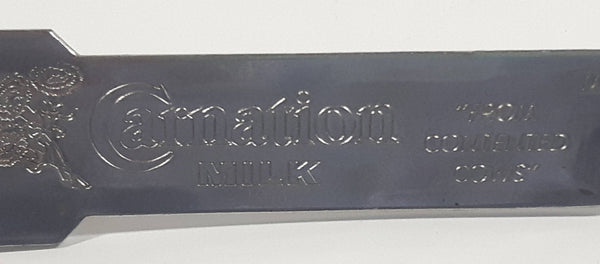 Carnation
MILK
"FROM
CONTENTED
COWS"